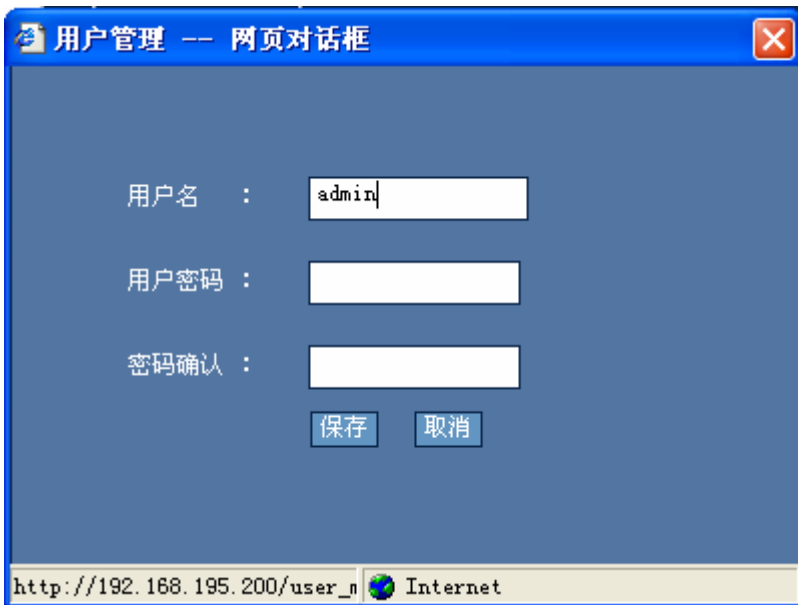 用户管理 -- 网页对话框
用户名 ： admin
用户密码 ：
密码确认 ：
保存 取消
http://192.168.195.200/user_m Internet